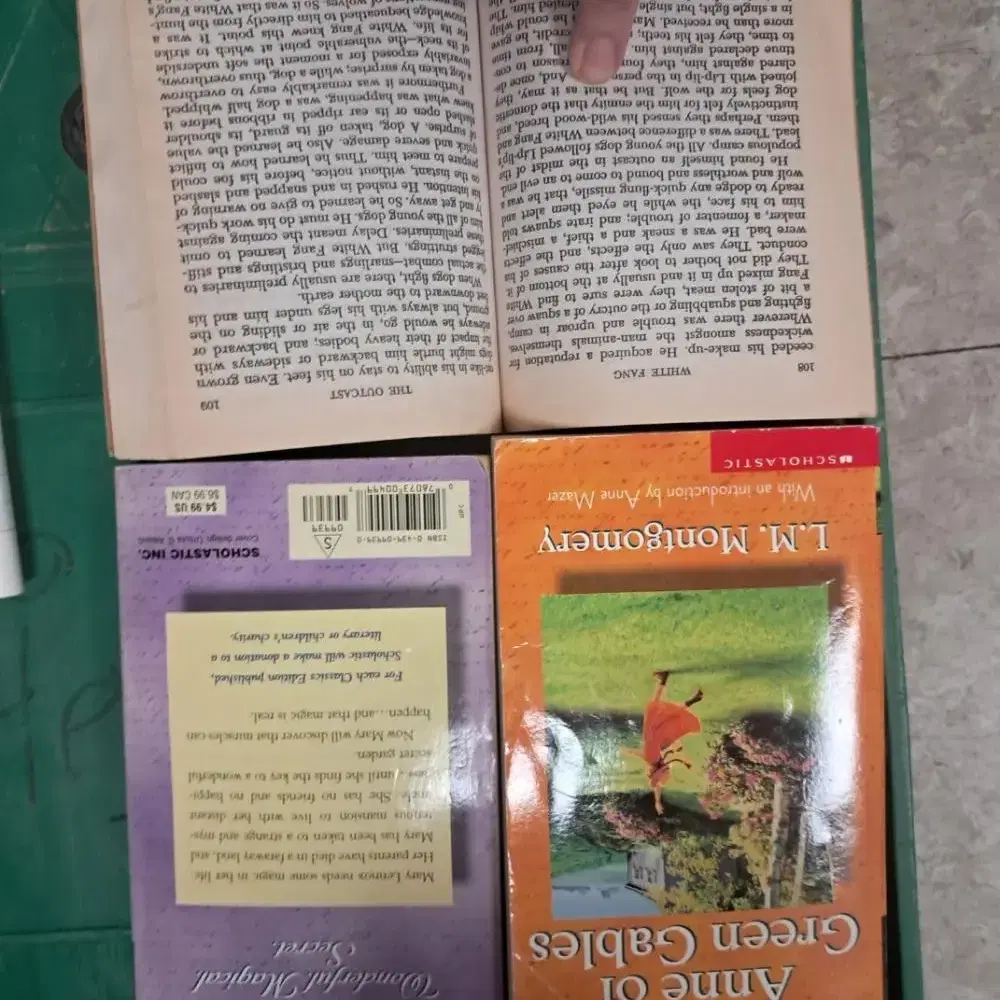 Anne of
Green Gables
L.M. Montgomery
With an introduction by Anne Mazer
SCHOLASTIC
Wonderful. Magical.
Secret.
Mary Lennox needs some magic in her life.
Her parents have died in a faraway land, and
Mary has been taken to a strange and mys-
terious mansion to live with her distant
uncle. She has no friends and no happi-
ness... until she finds the key to a wonderful
secret garden.
Now Mary will discover that miracles can
happen....and that magic is real.
For each Classics Edition published,
Scholastic will make a donation to a
literary or children's charity.
SCHOLASTIC INC.
$4.99 US
$6.99 CAN
ISBN 0-439-09939-0
S
09939
0 78073 00499 7
108 WHITE FANG
ceeded his make-up. He acquired a reputation for
wickedness amongst the man-animals themselves.
Wherever there was trouble and uproar in camp,
fighting and squabbling or the outcry of a squaw over
a bit of stolen meat, they were sure to find White
Fang mixed up in it and usually at the bottom of it.
They did not bother to look after the causes of his
conduct. They saw only the effects, and the effects
were bad. He was a sneak and a thief, a mischief-
maker, a fomenter of trouble; and irate squaws told
him to his face, the while he eyed them alert and
ready to dodge any quick-flung missile, that he was a
wolf and worthless and bound to come to an evil end.
He found himself an outcast in the midst of the
populous camp. All the young dogs followed Lip-lip's
lead. There was a difference between White Fang and
them. Perhaps they sensed his wild-wood breed, and
instinctively felt for him the enmity that the domestic
dog feels for the wolf. But be that as it may, they
joined with Lip-lip in the And, once de-
clared against him, they found reason to con-
tinue declared against him. all, from time
to time, they felt his teeth; credit, he
more than he received. he could whip
in a single fight, but single denied him. The
THE OUTCAST 109
cat-like in his ability to stay on his feet. Even grown
dogs might hurtle him backward or sideways with
the impact of their heavy bodies; and backward or
sideways he would go, in the air or sliding on the
ground, but always with his legs under him and his
feet downward to the mother earth.
When dogs fight, there are usually preliminaries to
the actual combat—snarlings and bristlings and stiff-
legged struttings. But White Fang learned to omit
these preliminaries. Delay meant the coming against
him of all the young dogs. He must do his work quick-
ly and get away. So he learned to give no warning of
his intention. He rushed in and snapped and slashed
on the instant, without notice, before his foe could
prepare to meet him. Thus he learned how to inflict
quick and severe damage. Also he learned the value
of surprise. A dog, taken off its guard, its shoulder
slashed open or its ear ripped in ribbons before it
knew what was happening, was a dog half whipped.
Furthermore it was remarkably easy to overthrow
a dog taken by surprise; while a dog, thus overthrown,
invariably exposed for a moment the soft underside
of its neck—the vulnerable point at which to strike
for its life. White Fang knew this point. It was a
knowledge bequeathed to him directly from the hunt-
ing generations of wolves. So it was that White Fang's